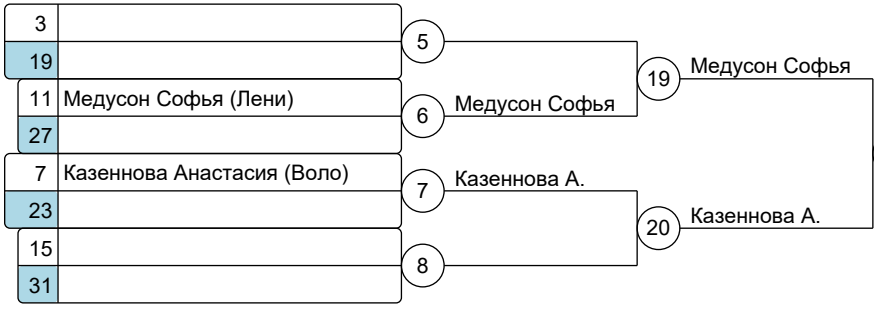 3
5
19
19 Медусон Софья
11 Медусон Софья (Лени)
6 Медусон Софья
27
7 Казеннова Анастасия (Воло)
7 Казеннова А.
23
20 Казеннова А.
15
8
31